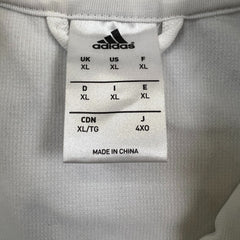 adidas
UK US F
XL XL XL
D I E
XL XL XL
CDN J
XL/TG 4XO
MADE IN CHINA